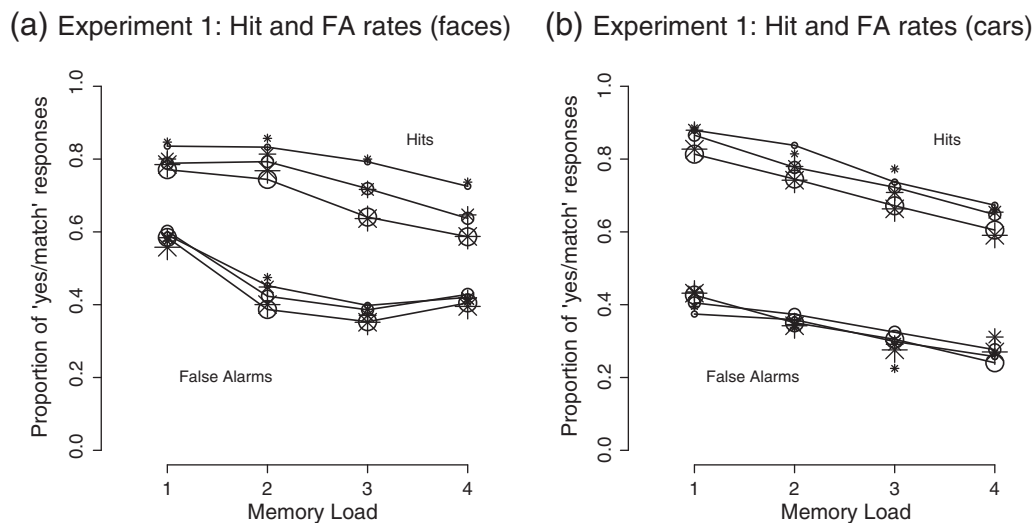 (a) Experiment 1: Hit and FA rates (faces)
Proportion of 'yes/match' responses
1.0
0.8
0.6
0.4
0.2
0.0
Hits
False Alarms
1 2 3 4
Memory Load
(b) Experiment 1: Hit and FA rates (cars)
Proportion of 'yes/match' responses
1.0
0.8
0.6
0.4
0.2
0.0
Hits
False Alarms
1 2 3 4
Memory Load